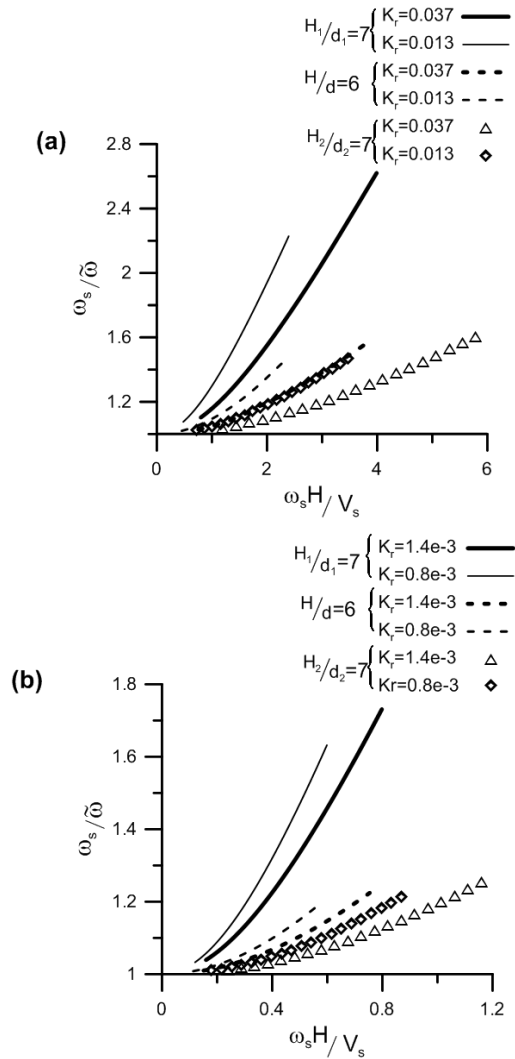 H₁/d₁=7 { Kᵣ=0.037
Kᵣ=0.013
H/d=6 { Kᵣ=0.037
Kᵣ=0.013
H₂/d₂=7 { Kᵣ=0.037
Kᵣ=0.013
(a)
2.8
2.4
2
1.6
1.2
ωₛ/ω̃
0 2 4 6
ωₛH/Vₛ
H₁/d₁=7 { Kᵣ=1.4e-3
Kᵣ=0.8e-3
H/d=6 { Kᵣ=1.4e-3
Kᵣ=0.8e-3
H₂/d₂=7 { Kᵣ=1.4e-3
Kr=0.8e-3
(b)
1.8
1.6
1.4
1.2
1
ωₛ/ω̃
0 0.4 0.8 1.2
ωₛH/Vₛ